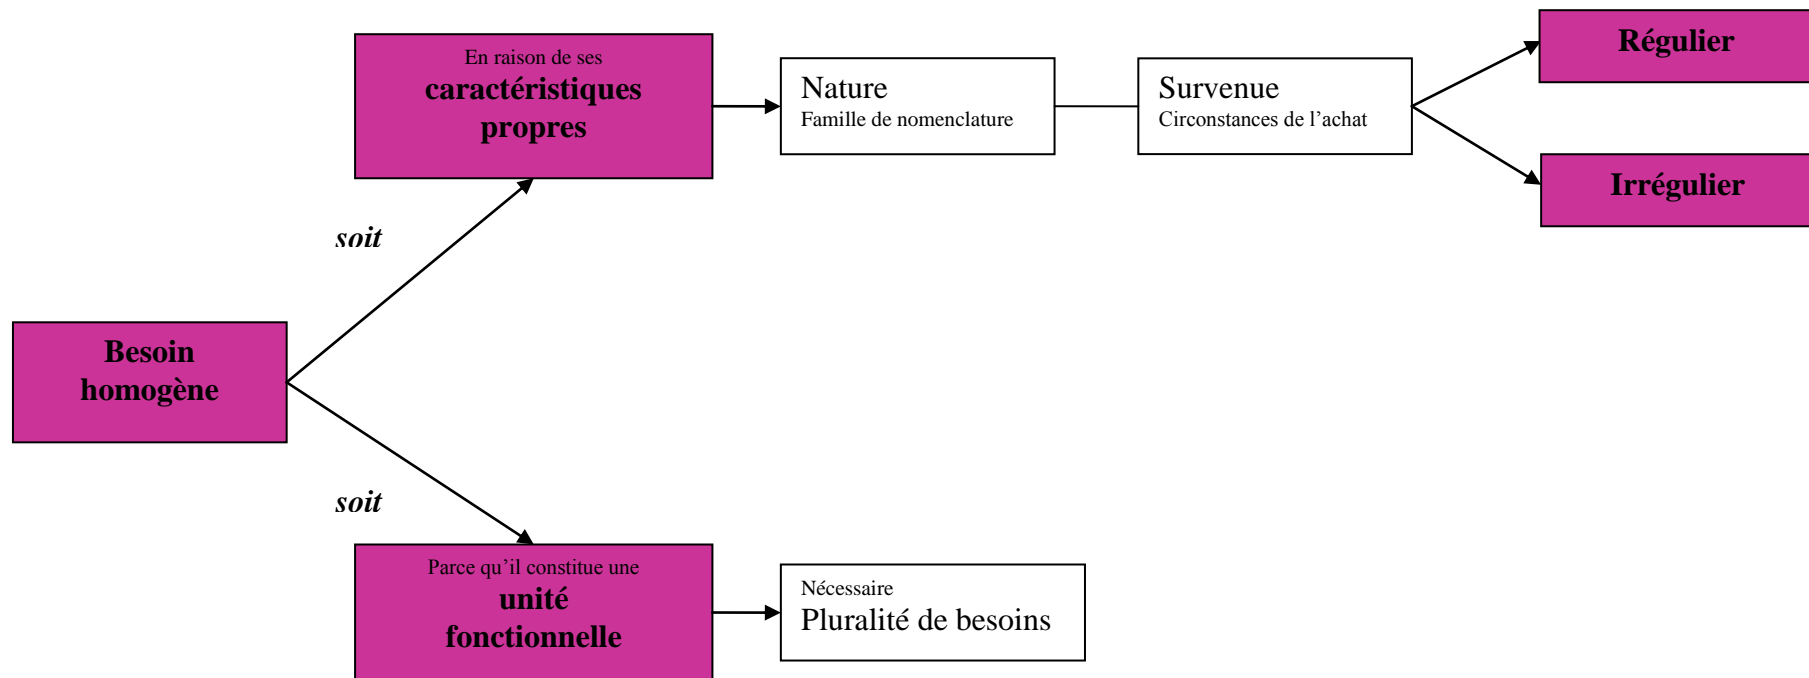 En raison de ses
caractéristiques
propres
Nature
Famille de nomenclature
Survenue
Circonstances de l’achat
Régulier
Irrégulier
soit
Besoin
homogène
soit
Parce qu’il constitue une
unité
fonctionnelle
Nécessaire
Pluralité de besoins